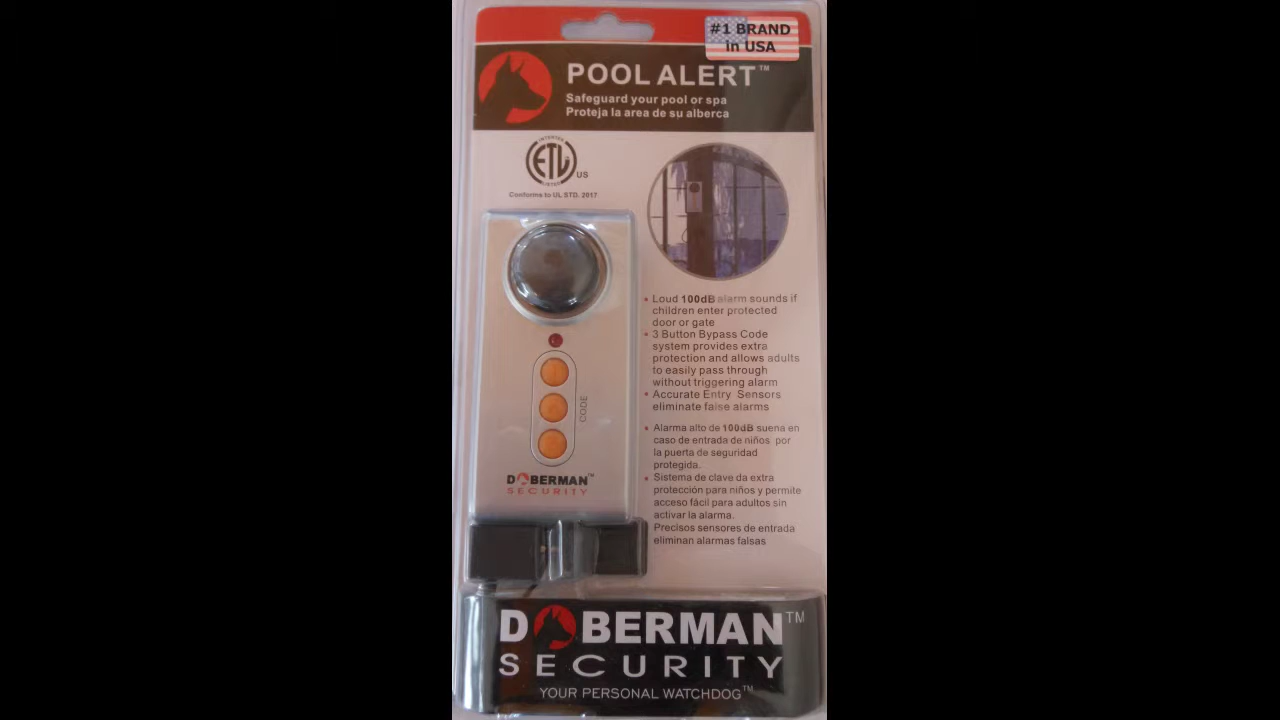 #1 BRAND
in USA
POOL ALERT™
Safeguard your pool or spa
Proteja la area de su alberca
INTERTEK
ETL
LISTED
US
Conforms to UL STD. 2017
• Loud 100dB alarm sounds if
children enter protected
door or gate
• 3 Button Bypass Code
system provides extra
protection and allows adults
to easily pass through
without triggering alarm
• Accurate Entry Sensors
eliminate false alarms
• Alarma alto de 100dB suena en
caso de entrada de niños por
la puerta de seguridad
protegida.
• Sistema de clave da extra
protección para niños y permite
acceso fácil para adultos sin
activar la alarma.
Precisos sensores de entrada
eliminan alarmas falsas
CODE
DOBERMAN™
SECURITY
DOBERMAN™
SECURITY
YOUR PERSONAL WATCHDOG™